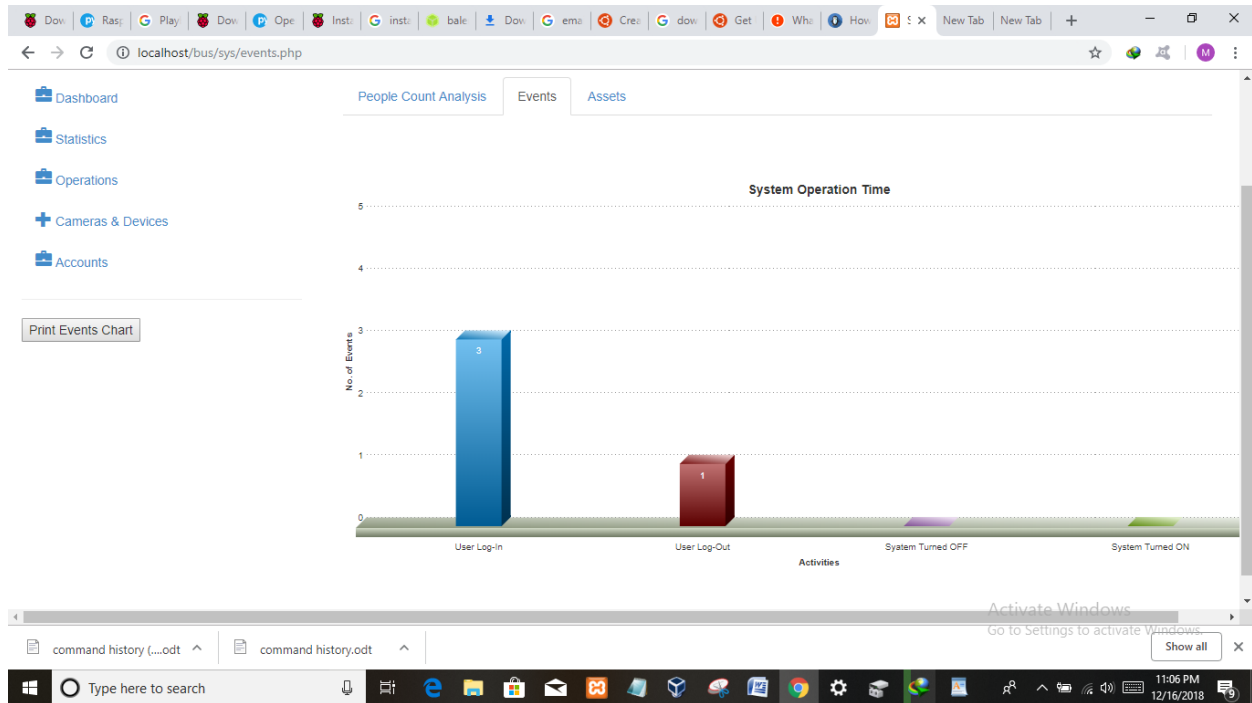 Dow Rasp Play Dow Ope Insta insta bale Dow ema Crea dow Get Wha How S New Tab New Tab
localhost/bus/sys/events.php M
Dashboard
Statistics
Operations
Cameras & Devices
Accounts
Print Events Chart
People Count Analysis Events Assets
System Operation Time
5
4
3
2
1
0
No. of Events
3
1
User Log-In User Log-Out Syatem Turned OFF System Turned ON
Activities
Activate Windows
Go to Settings to activate Windows.
command history (....odt command history.odt Show all
Type here to search
11:06 PM
12/16/2018
9